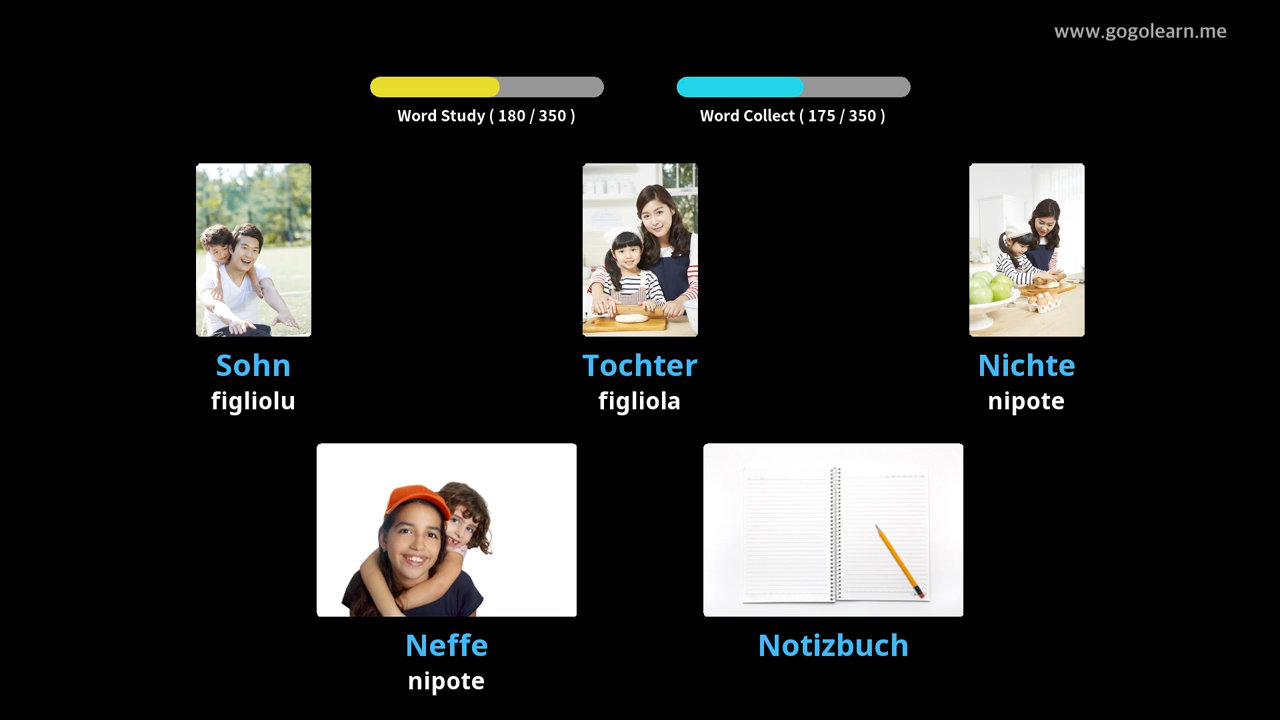 www.gogolearn.me
Word Study ( 180 / 350 )
Word Collect ( 175 / 350 )
Sohn
figliolu
Tochter
figliola
Nichte
nipote
Neffe
nipote
Notizbuch